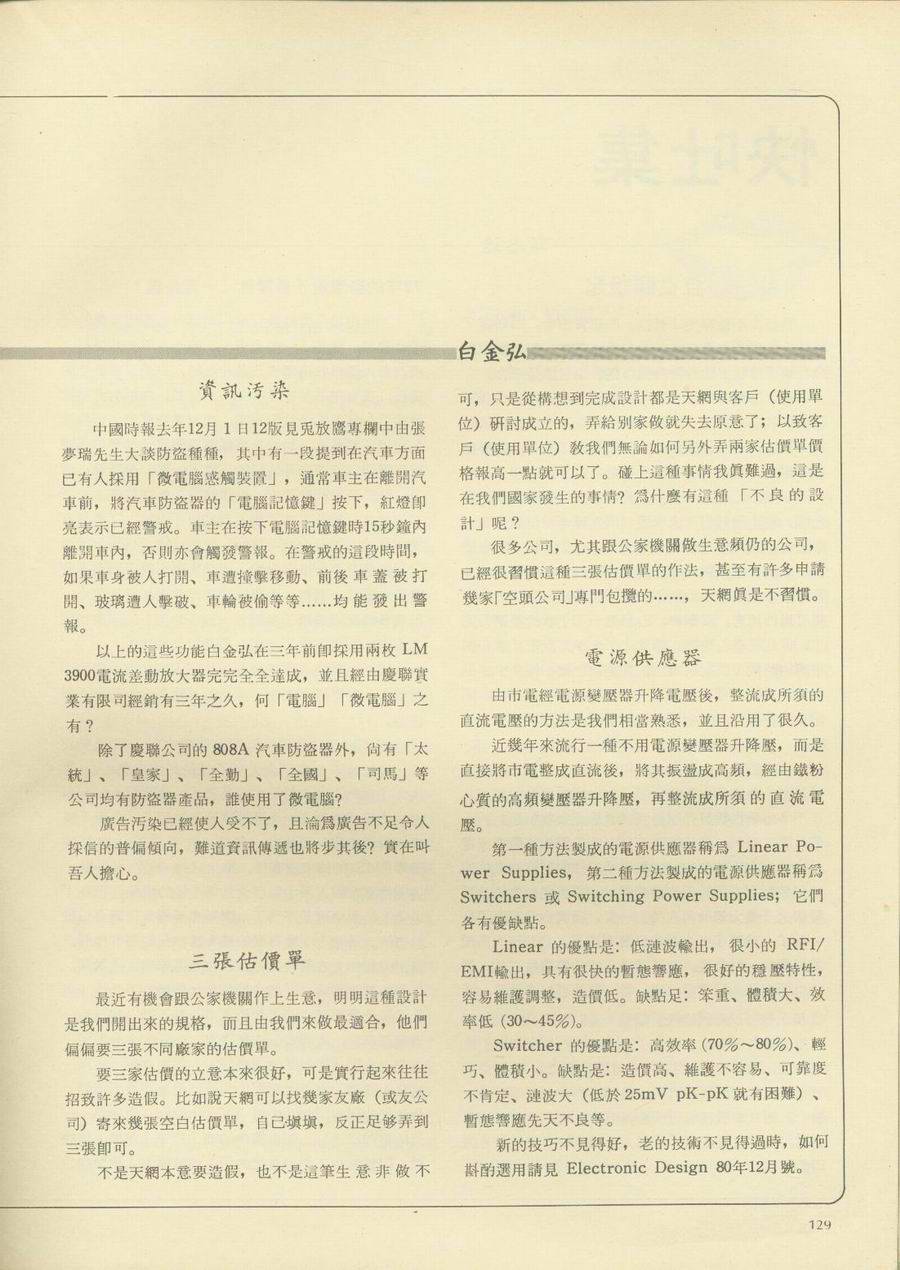 白金弘
資訊污染
中國時報去年12月1日12版見兎放鷹專欄中由張
夢瑞先生大談防盜種種，其中有一段提到在汽車方面
已有人採用「微電腦惑觸裝置」，通常車主在離開汽
車前，將汽車防盜器的「電腦記憶鍵」按下，紅燈卽
亮表示已經警戒。車主在按下電腦記憶鍵時15秒鐘內
離開車內，否則亦會觸發警報。在警戒的這段時間，
如果車身被人打開、車遭撞擊移動、前後車蓋被打
開、玻璃遭人擊破、車輪被偷等等……均能發出警
報。
以上的這些功能白金弘在三年前卽採用兩枚 LM
3900電流差動放大器完完全全達成，並且經由慶聯實
業有限司經銷有三年之久，何「電腦」「微電腦」之
有？
除了慶聯公司的 808A 汽車防盜器外，尙有「太
統」、「皇家」、「全勤」、「全國」、「司馬」等
公司均有防盜器產品，誰使用了微電腦？
廣告汚染已經使人受不了，且淪爲廣告不足令人
採信的普偏傾向，難道資訊傳遞也將步其後？實在叫
吾人擔心。
三張估價單
最近有機會跟公家機關作上生意，明明這種設計
是我們開出來的規格，而且由我們來做最適合，他們
偏偏要三張不同廠家的估價單。
要三家估價的立意本來很好，可是實行起來往往
招致許多造假。比如說天網可以找幾家友廠（或友公
司）寄來幾張空白估價單，自己塡塡，反正足够弄到
三張卽可。
不是天網本意要造假，也不是這筆生意非做不
可，只是從構想到完成設計都是天網與客戶（使用單
位）硏討成立的，弄給別家做就失去原意了；以致客
戶（使用單位）敎我們無論如何另外弄兩家估價單價
格報高一點就可以了。碰上這種事情我眞難過，這是
在我們國家發生的事情？爲什麼有這種「不良的設
計」呢？
很多公司，尤其跟公家機關做生意頻仍的公司，
已經很習慣這種三張估價單的作法，甚至有許多申請
幾家「空頭公司」專門包攬的……，天網眞是不習慣。
電源供應器
由市電經電源變壓器升降電壓後，整流成所須的
直流電壓的方法是我們相當熟悉，並且沿用了很久。
近幾年來流行一種不用電源變壓器升降壓，而是
直接將市電整成直流後，將其振盪成高頻，經由鐵粉
心質的高頻變壓器升降壓，再整流成所須的直流電
壓。
第一種方法製成的電源供應器稱爲 Linear Po-
wer Supplies，第二種方法製成的電源供應器稱爲
Switchers 或 Switching Power Supplies；它們
各有優缺點。
Linear 的優點是：低漣波輸出，很小的 RFI/
EMI輸出，具有很快的暫態響應，很好的穩壓特性，
容易維護調整，造價低。缺點足：笨重、體積大、效
率低 (30～45%)。
Switcher 的優點是：高效率 (70%～80%)、輕
巧、體積小。缺點是：造價高、維護不容易、可靠度
不肯定、漣波大（低於 25mV pK-pK 就有困難）、
暫態響應先天不良等。
新的技巧不見得好，老的技術不見得過時，如何
斟酌選用請見 Electronic Design 80年12月號。
129